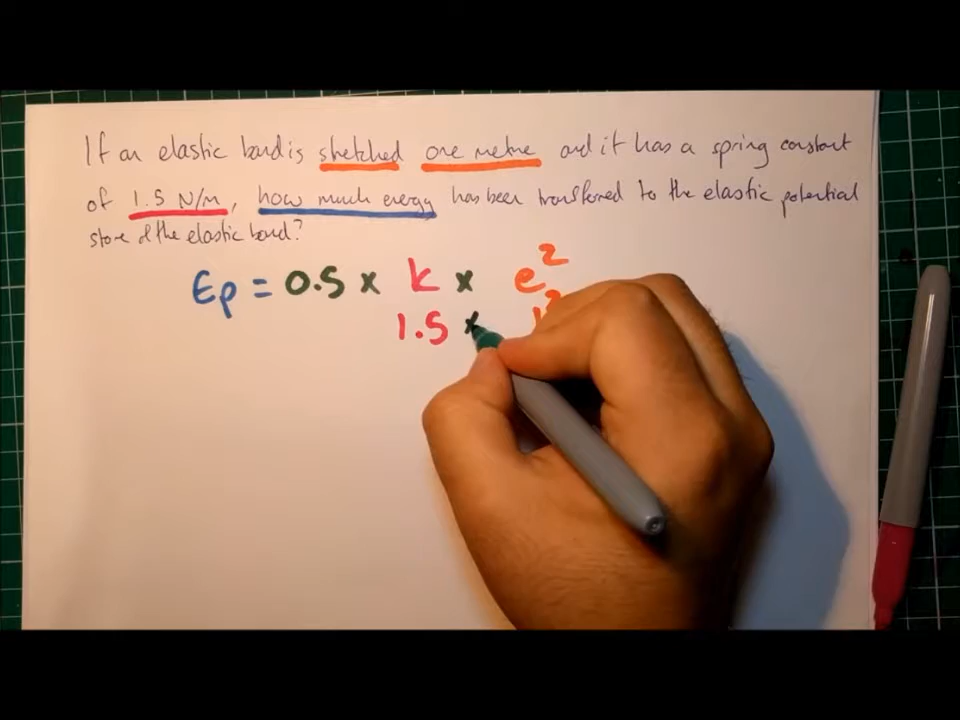 If an elastic band is stretched one metre and it has a spring constant
of 1.5 N/m, how much energy has been transferred to the elastic potential
store of the elastic band?
Ep = 0.5 x k x e²
1.5 x 1²